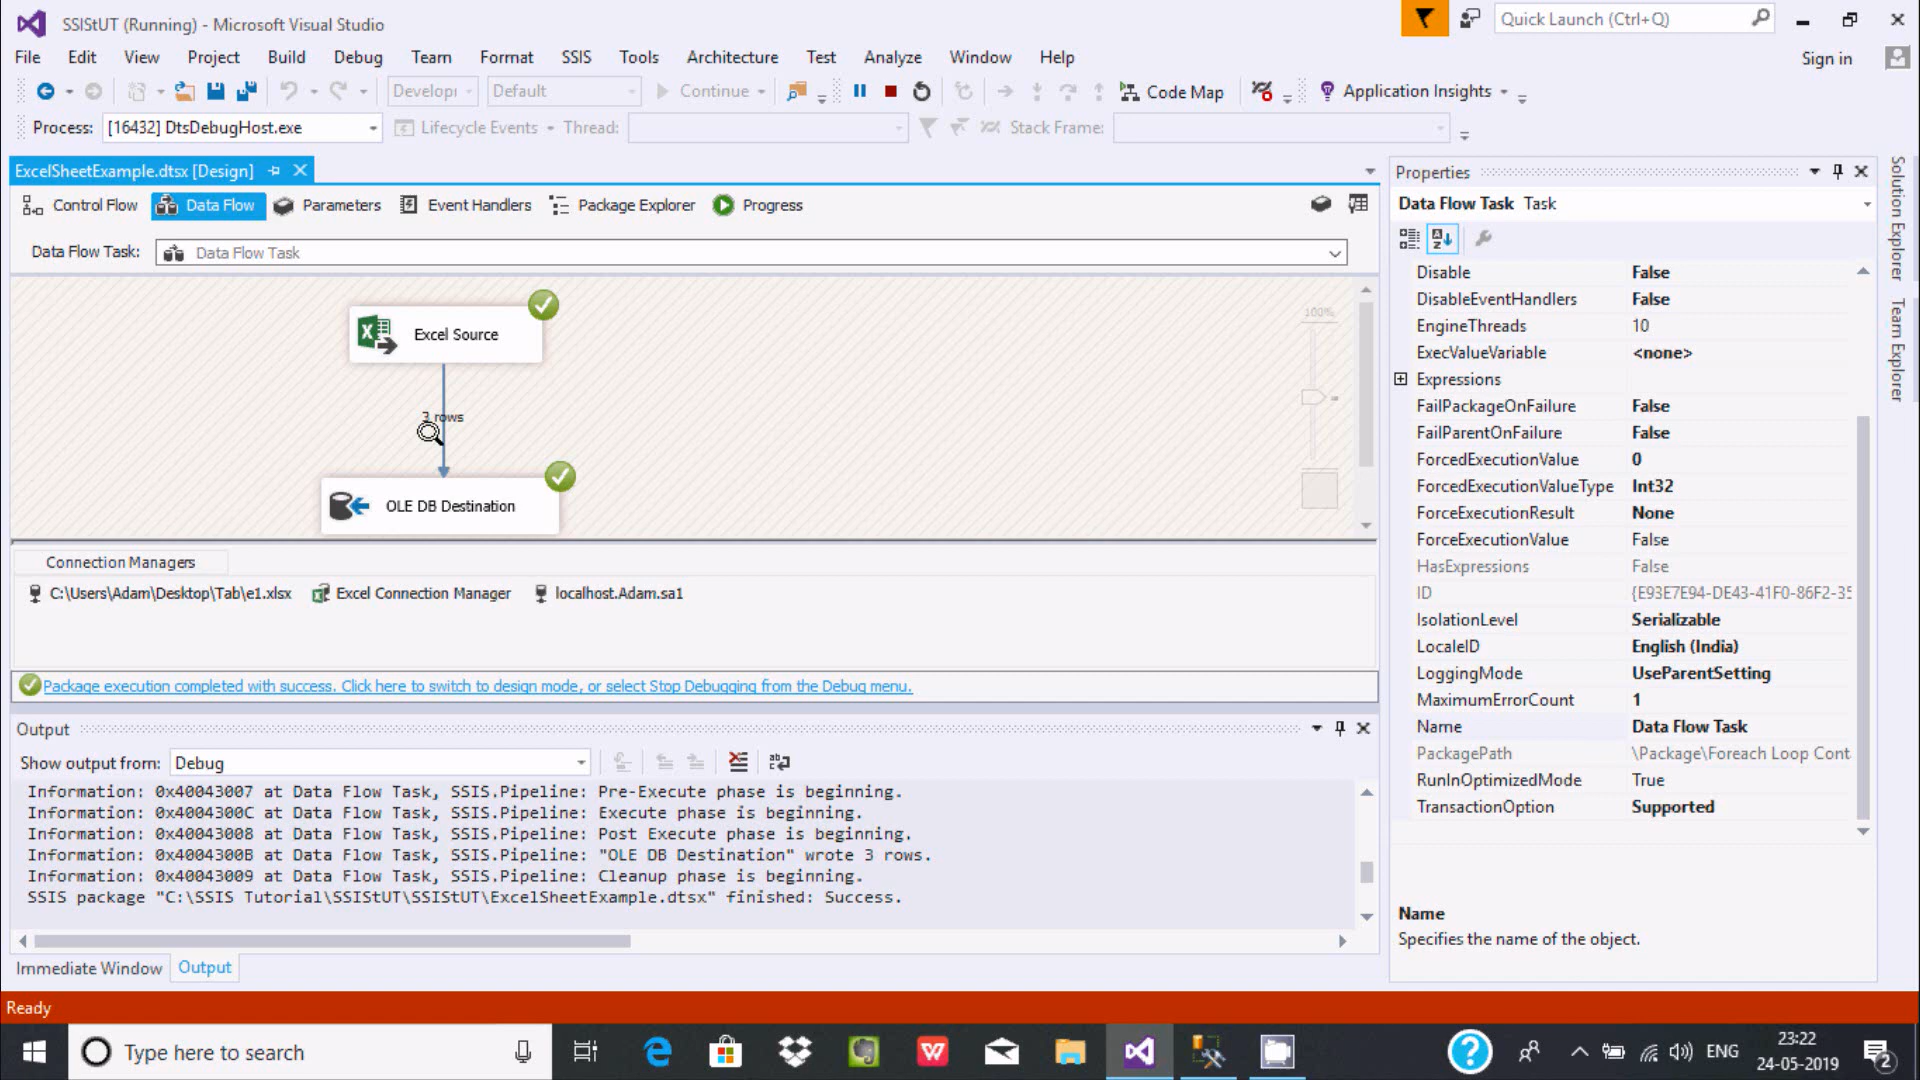 SSIStUT (Running) - Microsoft Visual Studio
Quick Launch (Ctrl+Q)
File Edit View Project Build Debug Team Format SSIS Tools Architecture Test Analyze Window Help
Sign in
Default
Continue
Code Map
Application Insights
Process: [16432] DtsDebugHost.exe
Lifecycle Events
Thread:
Stack Frame:
ExcelSheetExample.dtsx [Design]
Control Flow
Data Flow
Parameters
Event Handlers
Package Explorer
Progress
Data Flow Task: Data Flow Task
100%
Excel Source
3 rows
OLE DB Destination
Connection Managers
C:\Users\Adam\Desktop\Tab\e1.xlsx
Excel Connection Manager
localhost.Adam.sa1
Package execution completed with success. Click here to switch to design mode, or select Stop Debugging from the Debug menu.
Output
Show output from: Debug
Information: 0x40043007 at Data Flow Task, SSIS.Pipeline: Pre-Execute phase is beginning.
Information: 0x4004300C at Data Flow Task, SSIS.Pipeline: Execute phase is beginning.
Information: 0x40043008 at Data Flow Task, SSIS.Pipeline: Post Execute phase is beginning.
Information: 0x4004300B at Data Flow Task, SSIS.Pipeline: "OLE DB Destination" wrote 3 rows.
Information: 0x40043009 at Data Flow Task, SSIS.Pipeline: Cleanup phase is beginning.
SSIS package "C:\SSIS Tutorial\SSIStUT\SSIStUT\ExcelSheetExample.dtsx" finished: Success.
Immediate Window
Output
Properties
Data Flow Task Task
Disable False
DisableEventHandlers False
EngineThreads 10
ExecValueVariable <none>
Expressions
FailPackageOnFailure False
FailParentOnFailure False
ForcedExecutionValue 0
ForcedExecutionValueType Int32
ForceExecutionResult None
ForceExecutionValue False
HasExpressions False
ID {E93E7E94-DE43-41F0-86F2-35
IsolationLevel Serializable
LocaleID English (India)
LoggingMode UseParentSetting
MaximumErrorCount 1
Name Data Flow Task
PackagePath \Package\Foreach Loop Cont
RunInOptimizedMode True
TransactionOption Supported
Name
Specifies the name of the object.
Solution Explorer
Team Explorer
Ready
Type here to search
ENG
23:22
24-05-2019
2